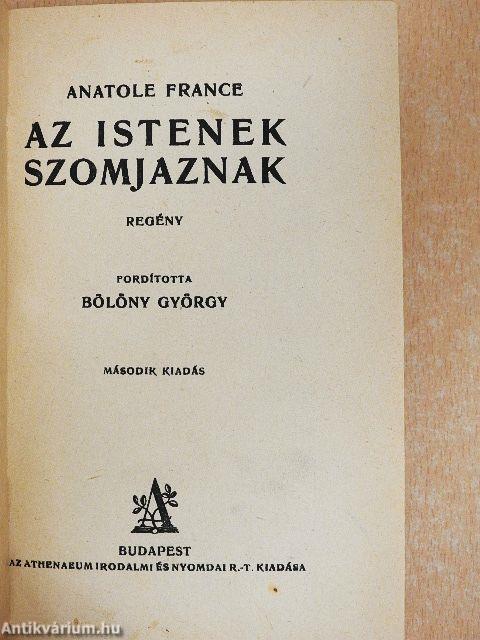 ANATOLE FRANCE
AZ ISTENEK
SZOMJAZNAK
REGÉNY
FORDÍTOTTA
BÖLÖNY GYÖRGY
MÁSODIK KIADÁS
A
BUDAPEST
AZ ATHENAEUM IRODALMI ÉS NYOMDAI R.-T. KIADÁSA
Antikvárium.hu